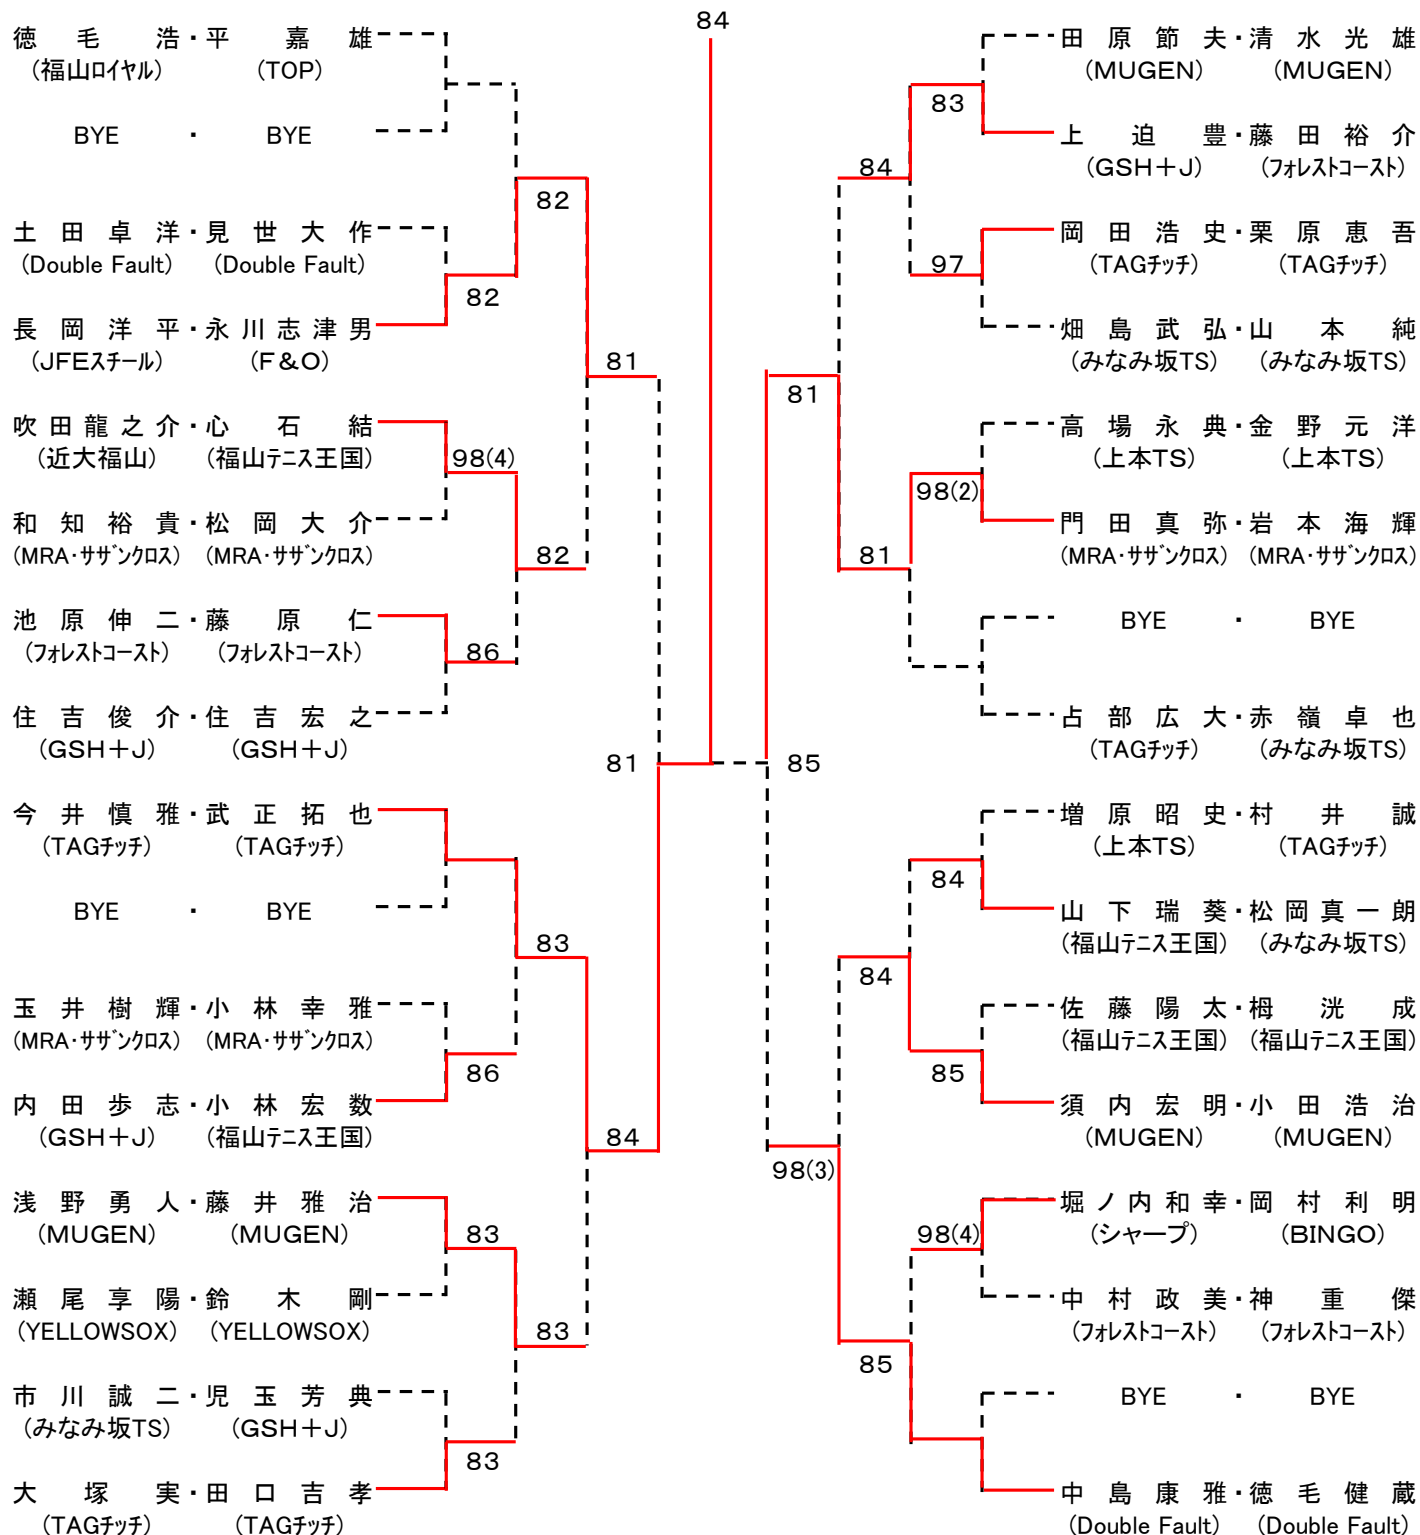 84
徳毛浩・平嘉雄
(福山ロイヤル) (TOP)
BYE ・ BYE
82
土田卓洋・見世大作
(Double Fault) (Double Fault)
82
長岡洋平・永川志津男
(JFEスチール) (F&O)
81
吹田龍之介・心石結
(近大福山) (福山テニス王国)
98(4)
和知裕貴・松岡大介
(MRA・サザンクロス) (MRA・サザンクロス)
82
池原伸二・藤原仁
(フォレストコースト) (フォレストコースト)
86
住吉俊介・住吉宏之
(GSH+J) (GSH+J)
81
今井慎雅・武正拓也
(TAGチッチ) (TAGチッチ)
BYE ・ BYE
83
玉井樹輝・小林幸雅
(MRA・サザンクロス) (MRA・サザンクロス)
86
内田歩志・小林宏数
(GSH+J) (福山テニス王国)
84
浅野勇人・藤井雅治
(MUGEN) (MUGEN)
83
瀬尾享陽・鈴木剛
(YELLOWSOX) (YELLOWSOX)
83
市川誠二・児玉芳典
(みなみ坂TS) (GSH+J)
83
大塚実・田口吉孝
(TAGチッチ) (TAGチッチ)
田原節夫・清水光雄
(MUGEN) (MUGEN)
83
上迫豊・藤田裕介
(GSH+J) (フォレストコースト)
84
岡田浩史・栗原恵吾
(TAGチッチ) (TAGチッチ)
97
畑島武弘・山本純
(みなみ坂TS) (みなみ坂TS)
81
高場永典・金野元洋
(上本TS) (上本TS)
98(2)
門田真弥・岩本海輝
(MRA・サザンクロス) (MRA・サザンクロス)
81
BYE ・ BYE
占部広大・赤嶺卓也
(TAGチッチ) (みなみ坂TS)
85
増原昭史・村井誠
(上本TS) (TAGチッチ)
84
山下瑞葵・松岡真一朗
(福山テニス王国) (みなみ坂TS)
84
佐藤陽太・栂洸成
(福山テニス王国) (福山テニス王国)
85
須内宏明・小田浩治
(MUGEN) (MUGEN)
98(3)
堀ノ内和幸・岡村利明
(シャープ) (BINGO)
98(4)
中村政美・神重傑
(フォレストコースト) (フォレストコースト)
85
BYE ・ BYE
中島康雅・徳毛健蔵
(Double Fault) (Double Fault)